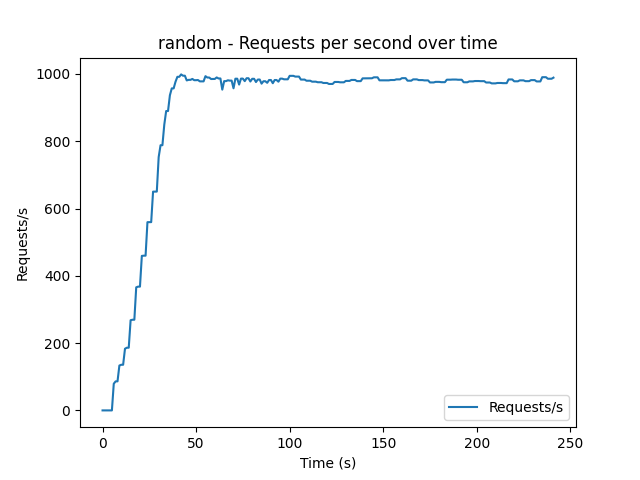 random - Requests per second over time
Requests/s
1000
800
600
400
200
0
0 50 100 150 200 250
Time (s)
Requests/s